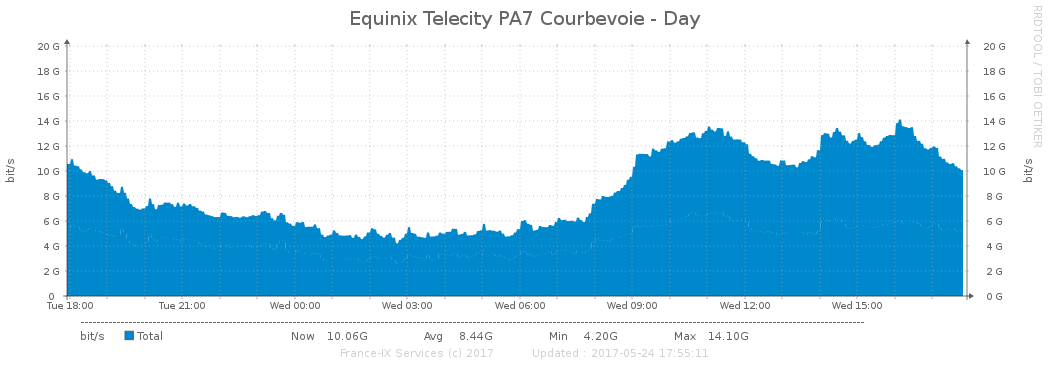 Equinix Telecity PA7 Courbevoie - Day
RRDTOOL / TOBI OETIKER
20 G 20 G
18 G 18 G
16 G 16 G
14 G 14 G
12 G 12 G
10 G 10 G
8 G 8 G
6 G 6 G
4 G 4 G
2 G 2 G
0 0 G
bit/s bit/s
Tue 18:00 Tue 21:00 Wed 00:00 Wed 03:00 Wed 06:00 Wed 09:00 Wed 12:00 Wed 15:00
bit/s Total Now 10.06G Avg 8.44G Min 4.20G Max 14.10G
France-IX Services (c) 2017 Updated : 2017-05-24 17:55:11